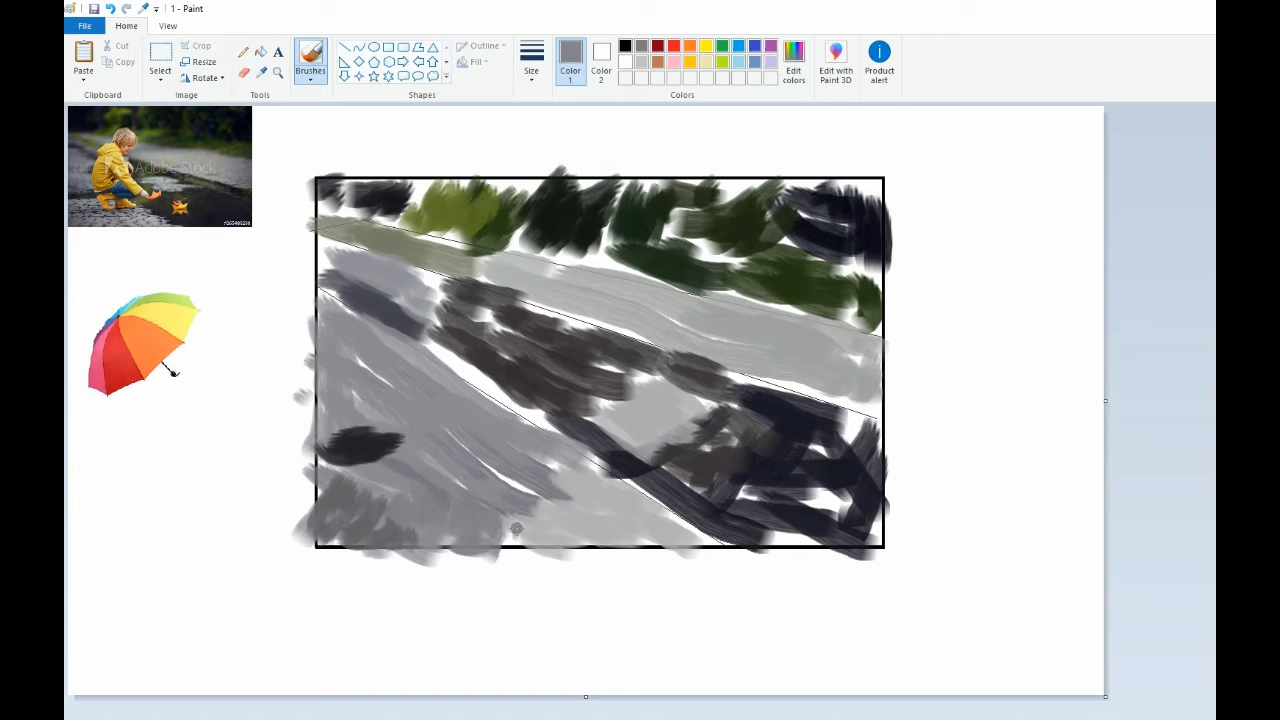 1 - Paint
File Home View
Paste
Cut
Copy
Clipboard
Select
Crop
Resize
Rotate
Image
Tools
Brushes
Outline
Fill
Shapes
Size
Color 1
Color 2
Edit colors
Colors
Edit with Paint 3D
Product alert
Adobe Stock